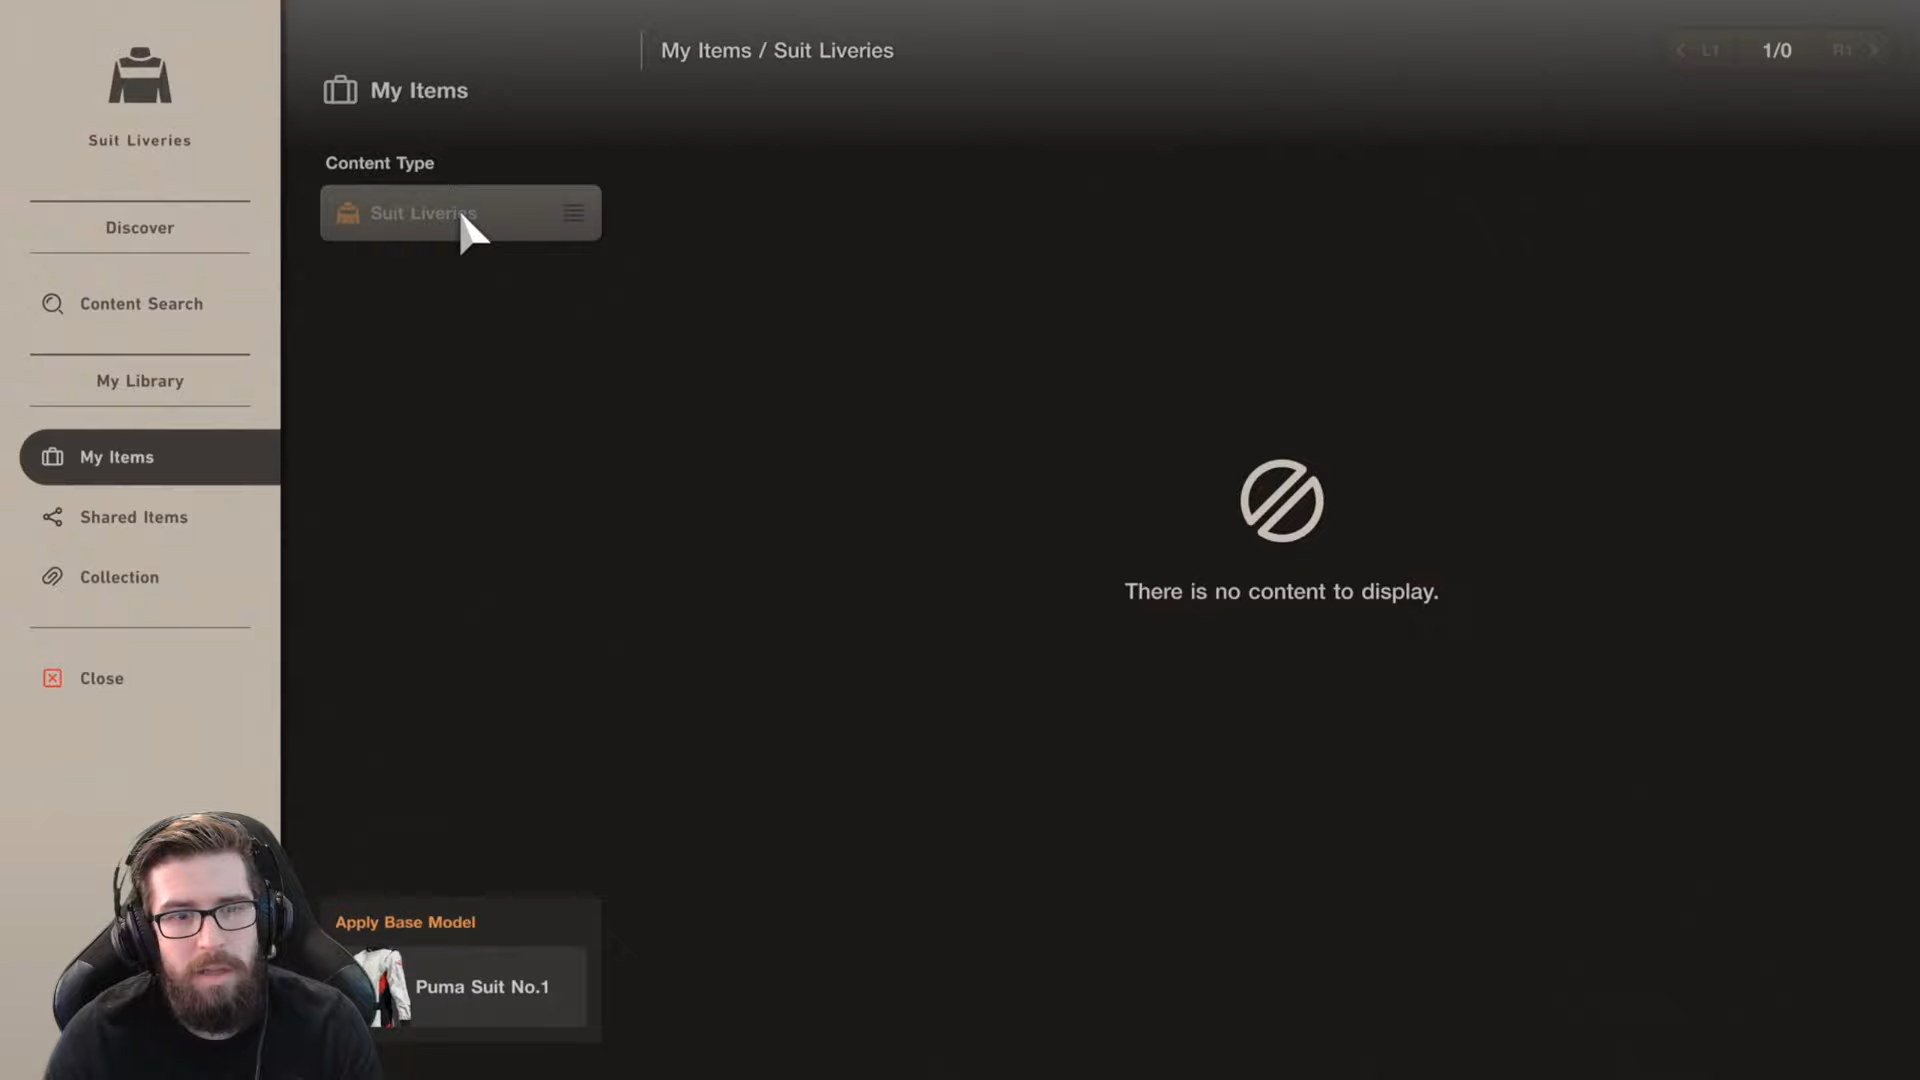 Suit Liveries
Discover
Content Search
My Library
My Items
Shared Items
Collection
Close
My Items
Content Type
Suit Liveries
Apply Base Model
Puma Suit No.1
My Items / Suit Liveries
L1 1/0 R1
There is no content to display.